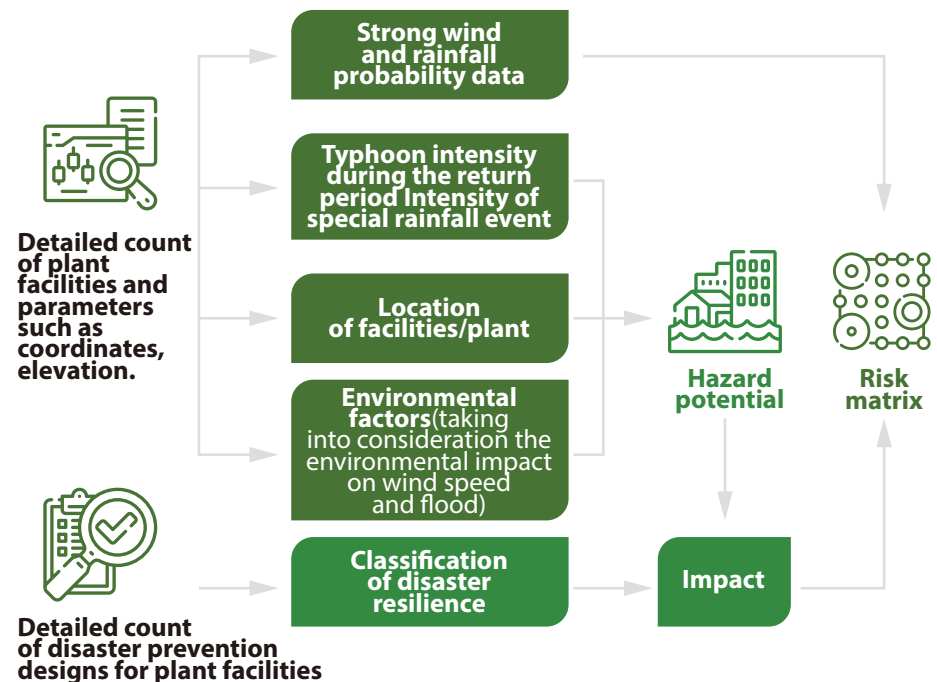 Strong wind
and rainfall
probability data
Typhoon intensity
during the return
period Intensity of
special rainfall event
Detailed count
of plant
facilities and
parameters
such as
coordinates,
elevation.
Location
of facilities/plant
Hazard
potential
Risk
matrix
Environmental
factors(taking
into consideration the
environmental impact
on wind speed
and flood)
Classification
of disaster
resilience
Impact
Detailed count
of disaster prevention
designs for plant facilities